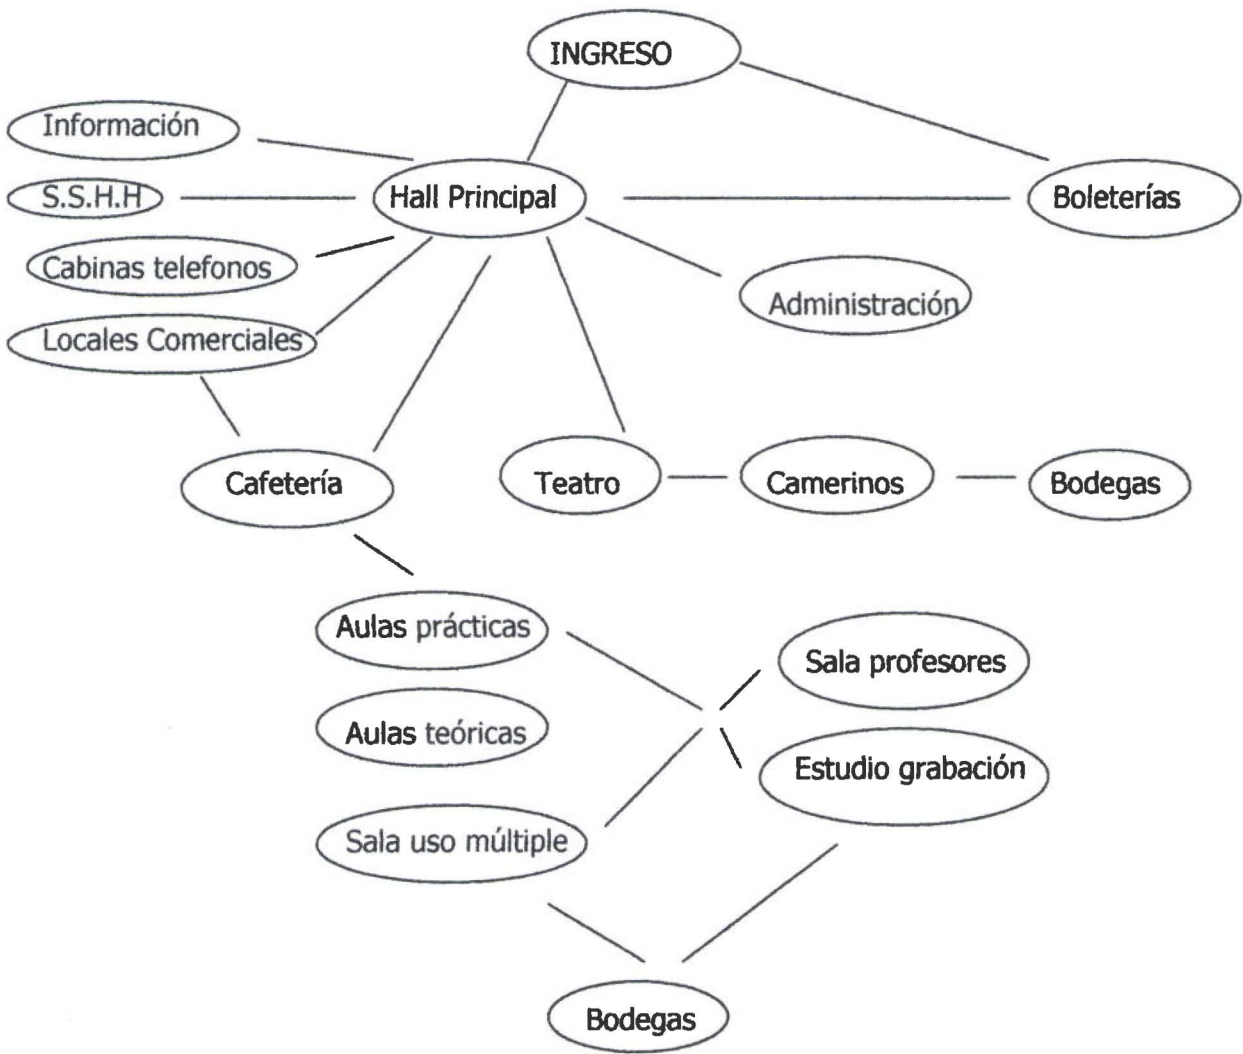 INGRESO
Información
S.S.H.H
Hall Principal
Boleterías
Cabinas telefonos
Administración
Locales Comerciales
Cafetería
Teatro
Camerinos
Bodegas
Aulas prácticas
Sala profesores
Aulas teóricas
Estudio grabación
Sala uso múltiple
Bodegas